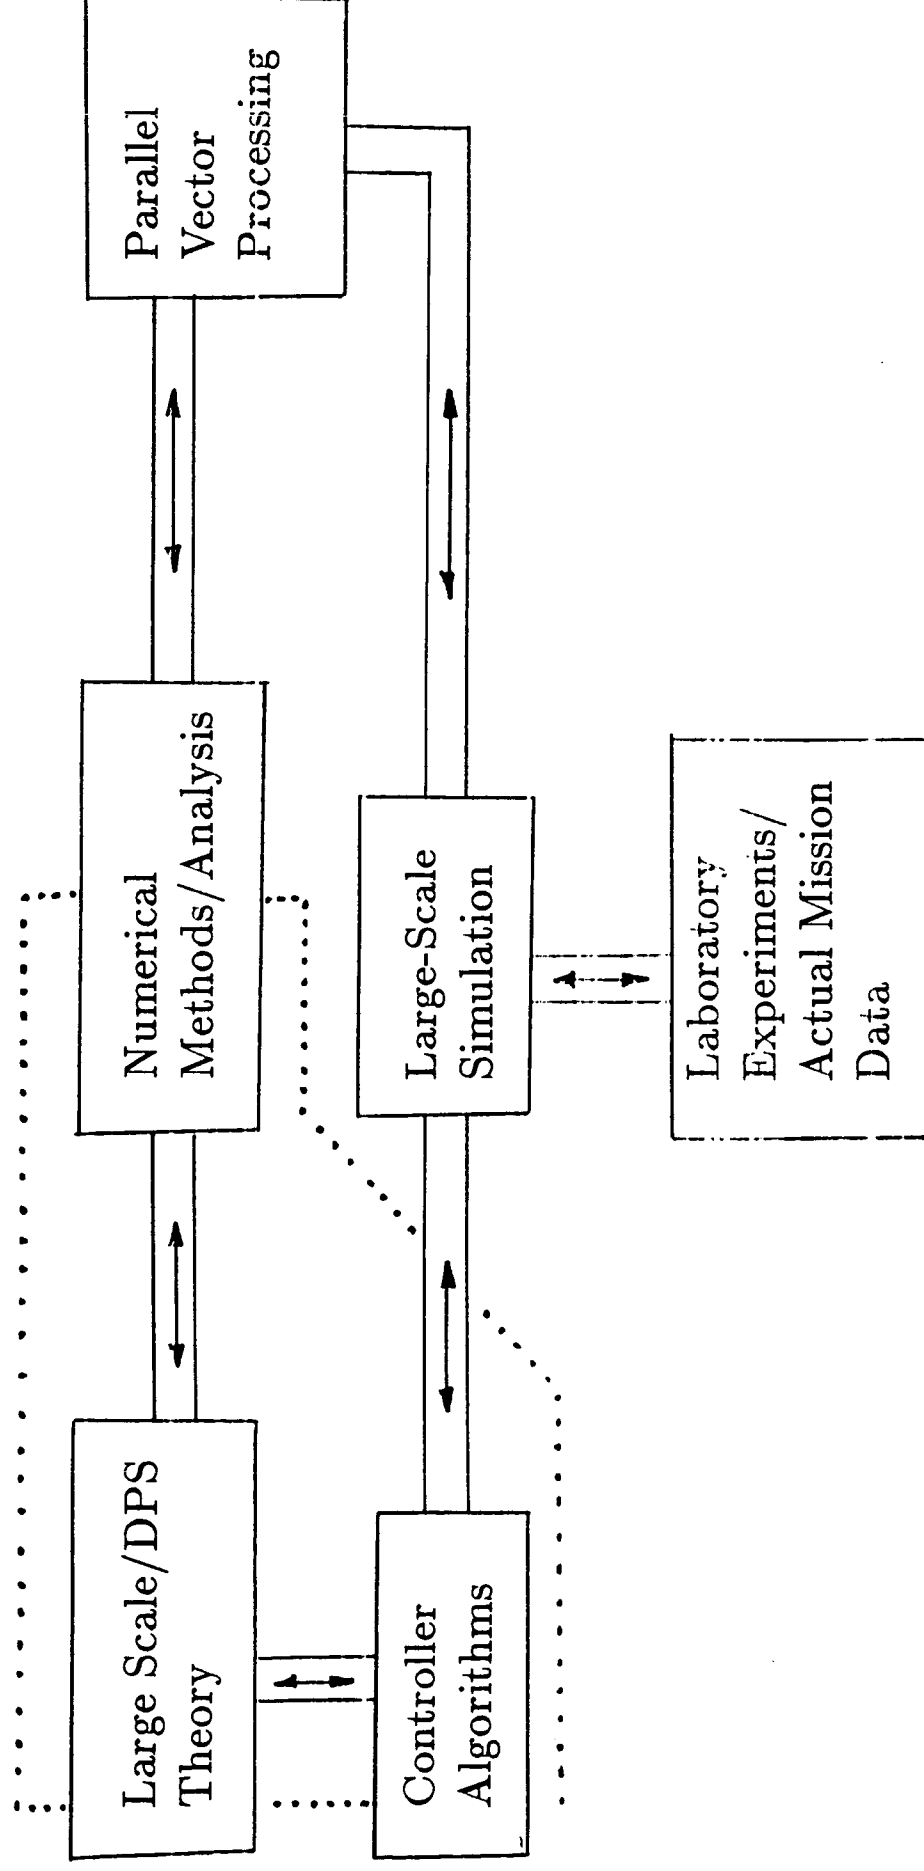 Large Scale/DPS
Theory
Numerical
Methods/Analysis
Parallel
Vector
Processing
Controller
Algorithms
Large-Scale
Simulation
Laboratory
Experiments/
Actual Mission
Data